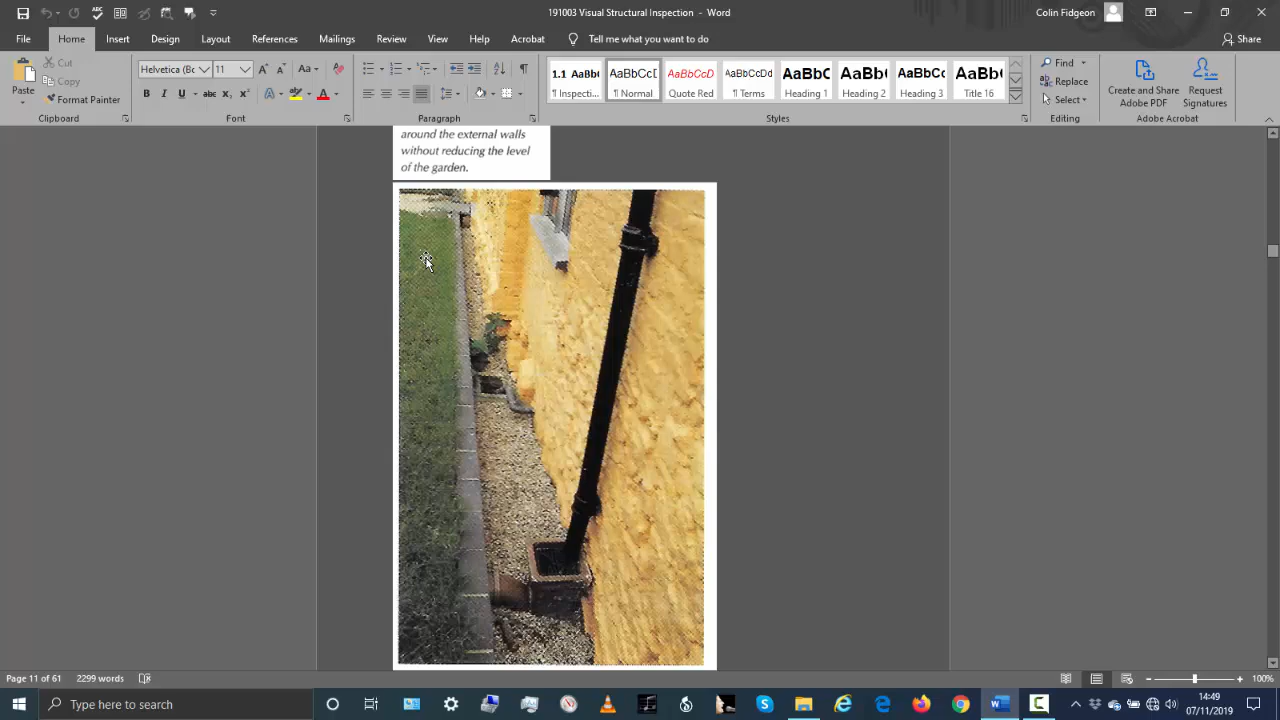 191003 Visual Structural Inspection - Word
Colin Fidgeon
File Home Insert Design Layout References Mailings Review View Help Acrobat Tell me what you want to do Share
Paste
Cut
Copy
Format Painter
Clipboard
Helvetica (Bc 11
Font
Paragraph
1.1 AaBb AaBbCcD AaBbCcD AaBbCcDd AaBbC AaBbC AaBbCc AaBb
¶ Inspecti... ¶ Normal Quote Red ¶ Terms Heading 1 Heading 2 Heading 3 Title 16
Styles
Find
Replace
Select
Editing
Create and Share Adobe PDF
Request Signatures
Adobe Acrobat
around the external walls
without reducing the level
of the garden.
Page 11 of 61 2299 words 100%
Type here to search
14:49
07/11/2019